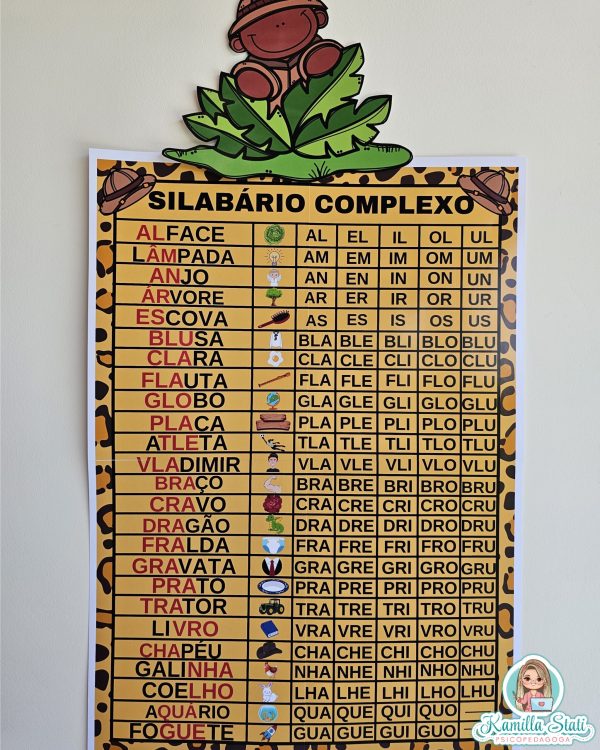 SILABÁRIO COMPLEXO
ALFACE AL EL IL OL UL
LÂMPADA AM EM IM OM UM
ANJO AN EN IN ON UN
ÁRVORE AR ER IR OR UR
ESCOVA AS ES IS OS US
BLUSA BLA BLE BLI BLO BLU
CLARA CLA CLE CLI CLO CLU
FLAUTA FLA FLE FLI FLO FLU
GLOBO GLA GLE GLI GLO GLU
PLACA PLA PLE PLI PLO PLU
ATLETA TLA TLE TLI TLO TLU
VLADIMIR VLA VLE VLI VLO VLU
BRAÇO BRA BRE BRI BRO BRU
CRAVO CRA CRE CRI CRO CRU
DRAGÃO DRA DRE DRI DRO DRU
FRALDA FRA FRE FRI FRO FRU
GRAVATA GRA GRE GRI GRO GRU
PRATO PRA PRE PRI PRO PRU
TRATOR TRA TRE TRI TRO TRU
LIVRO VRA VRE VRI VRO VRU
CHAPÉU CHA CHE CHI CHO CHU
GALINHA NHA NHE NHI NHO NHU
COELHO LHA LHE LHI LHO LHU
AQUÁRIO QUA QUE QUI QUO
FOGUETE GUA GUE GUI GUO
Kamilla Stati
PSICOPEDAGOGA